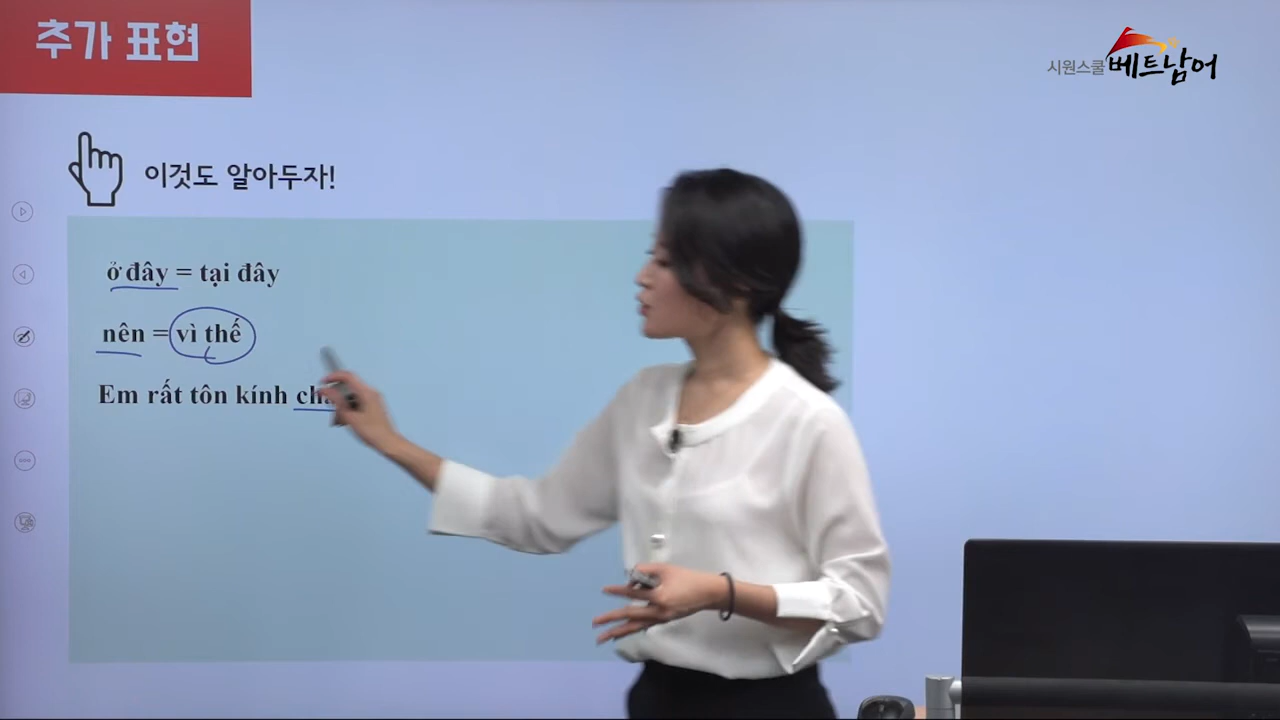 추가 표현
시원스쿨 베트남어
이것도 알아두자!
ở đây = tại đây
nên = vì thế
Em rất tôn kính